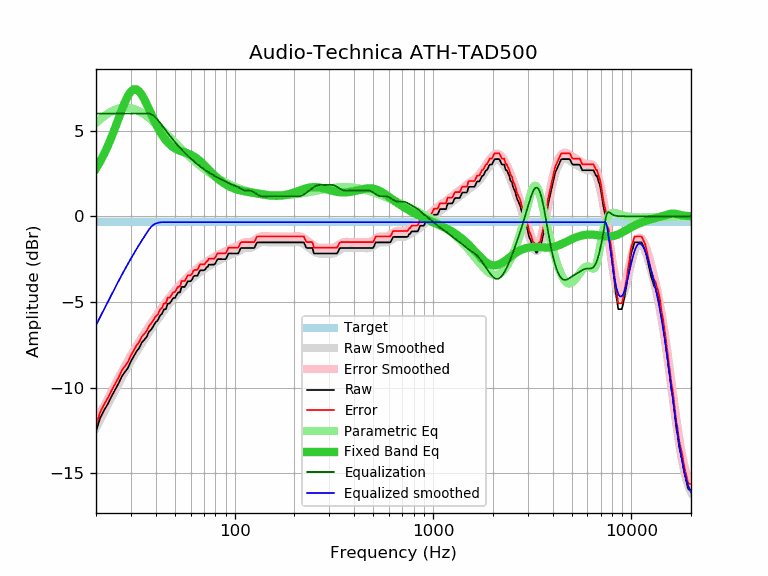 Audio-Technica ATH-TAD500
5
0
−5
−10
−15
Amplitude (dBr)
Target
Raw Smoothed
Error Smoothed
Raw
Error
Parametric Eq
Fixed Band Eq
Equalization
Equalized smoothed
100
1000
10000
Frequency (Hz)